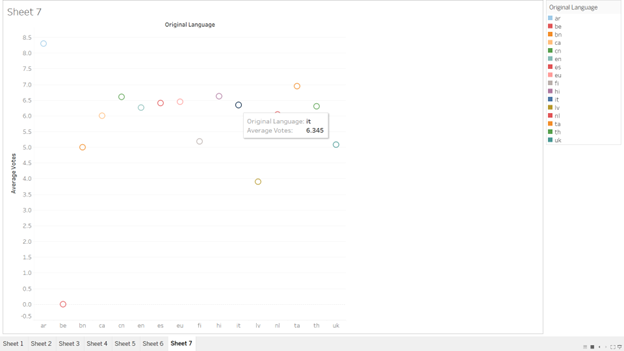 Sheet 7
Original Language
Original Language
ar
be
bn
ca
cn
en
es
eu
fi
hi
it
lv
nl
ta
th
uk
8.5
8.0
7.5
7.0
6.5
6.0
5.5
5.0
4.5
4.0
3.5
3.0
2.5
2.0
1.5
1.0
0.5
0.0
-0.5
Average Votes
Original Language: it
Average Votes: 6.345
ar be bn ca cn en es eu fi hi it lv nl ta th uk
Sheet 1 Sheet 2 Sheet 3 Sheet 4 Sheet 5 Sheet 6 Sheet 7